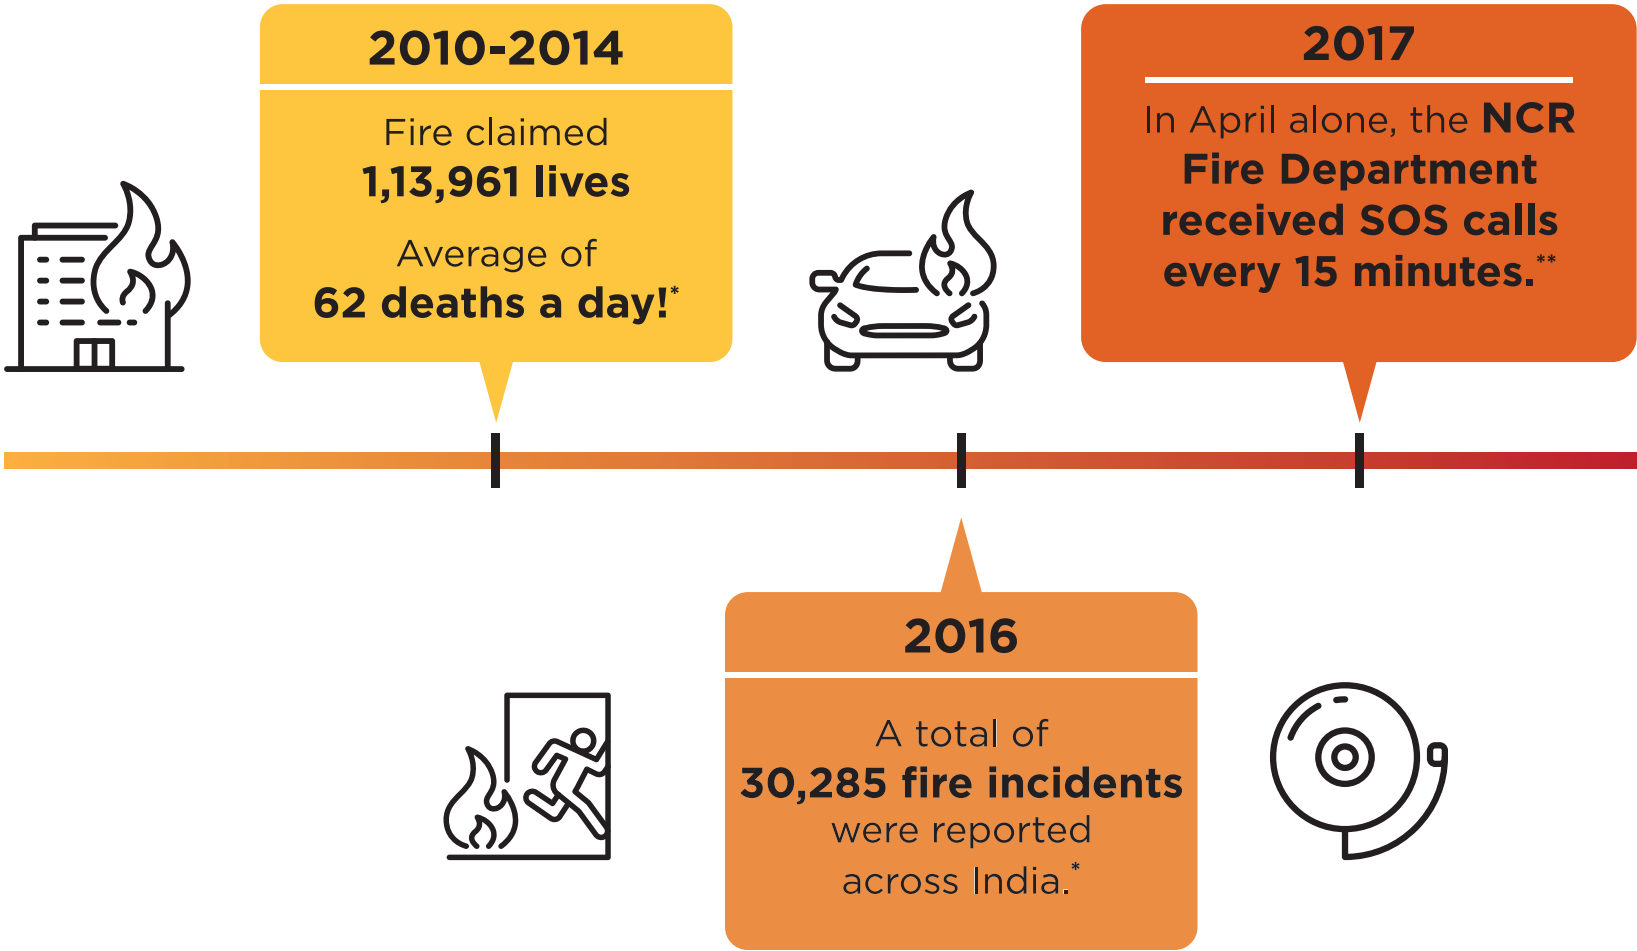 2010-2014
Fire claimed
1,13,961 lives
Average of
62 deaths a day!*
2017
In April alone, the NCR
Fire Department
received SOS calls
every 15 minutes.**
2016
A total of
30,285 fire incidents
were reported
across India.*